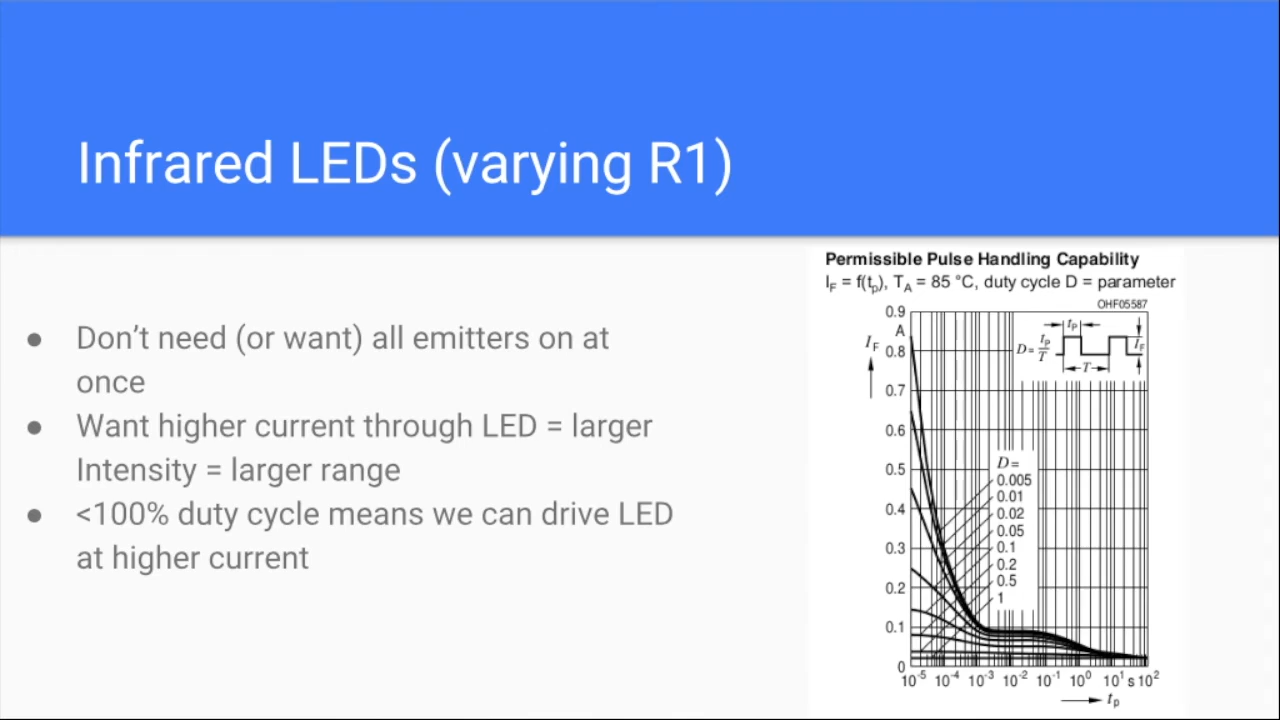 Infrared LEDs (varying R1)
● Don't need (or want) all emitters on at
once
● Want higher current through LED = larger
Intensity = larger range
● <100% duty cycle means we can drive LED
at higher current
Permissible Pulse Handling Capability
I_F = f(t_p), T_A = 85 °C, duty cycle D = parameter
OHF05587
0.9
A
I_F
0.8
0.7
0.6
0.5
0.4
0.3
0.2
0.1
0
t_P
D = t_P/T
I_F
T
D =
0.005
0.01
0.02
0.05
0.1
0.2
0.5
1
10^-5 10^-4 10^-3 10^-2 10^-1 10^0 10^1 s 10^2
t_p